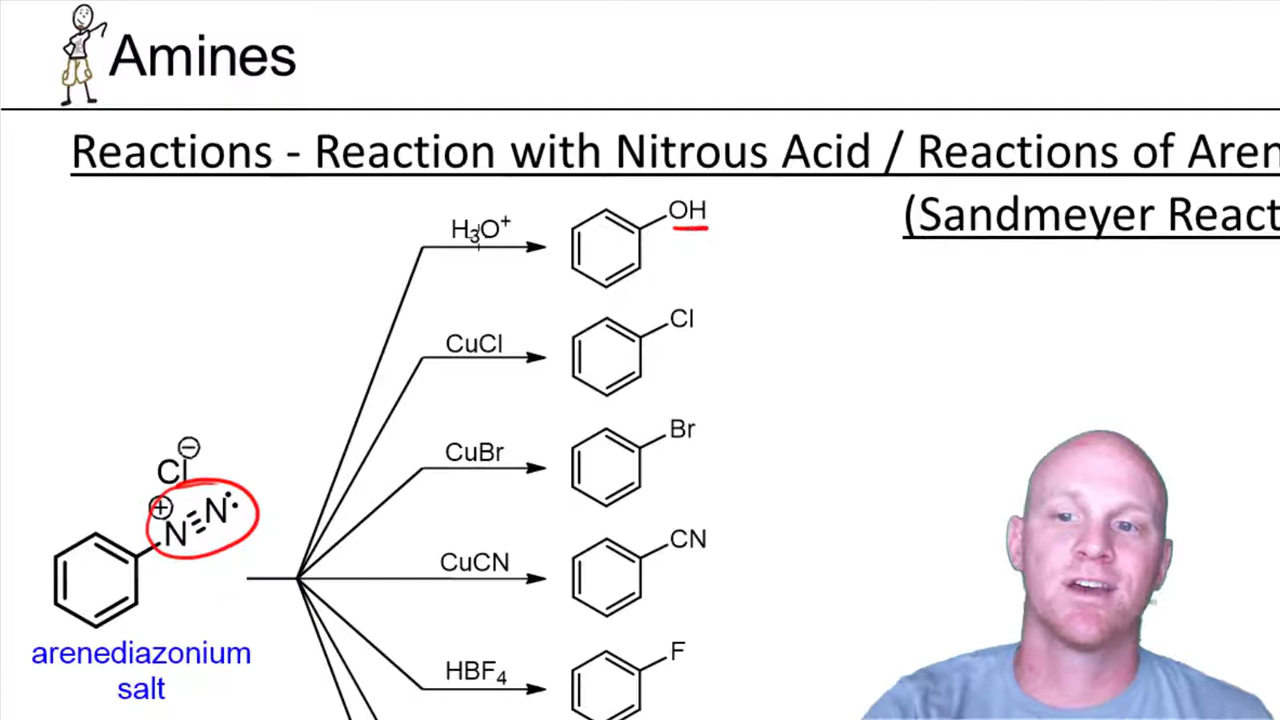 Amines
Reactions - Reaction with Nitrous Acid / Reactions of Aren
(Sandmeyer React
H₃O⁺
OH
CuCl
Cl
CuBr
Br
CuCN
CN
HBF₄
F
Cl ⊖
⊕
N≡N:
arenediazonium
salt